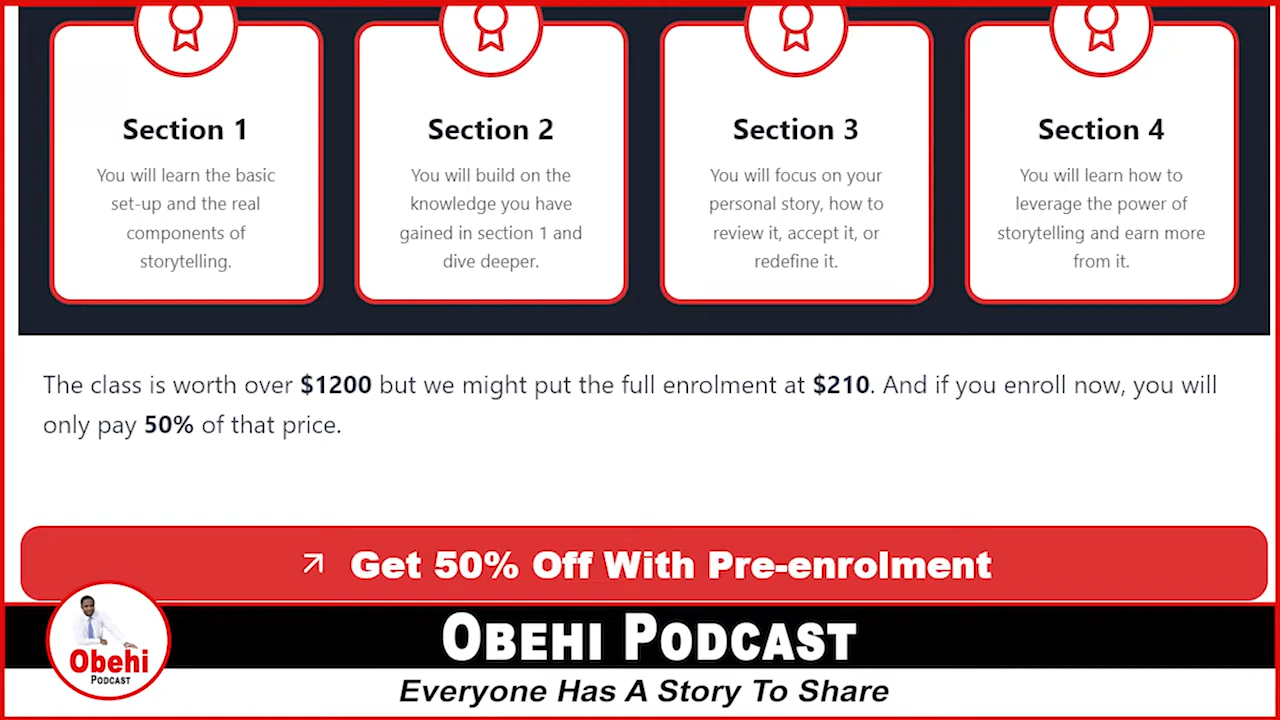 Section 1
You will learn the basic
set-up and the real
components of
storytelling.
Section 2
You will build on the
knowledge you have
gained in section 1 and
dive deeper.
Section 3
You will focus on your
personal story, how to
review it, accept it, or
redefine it.
Section 4
You will learn how to
leverage the power of
storytelling and earn more
from it.
The class is worth over $1200 but we might put the full enrolment at $210. And if you enroll now, you will
only pay 50% of that price.
Get 50% Off With Pre-enrolment
Obehi
PODCAST
OBEHI PODCAST
Everyone Has A Story To Share